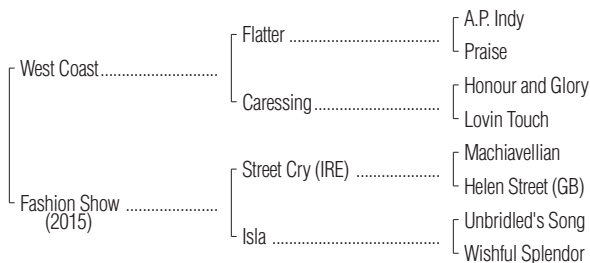 West Coast
Fashion Show
(2015)
Flatter
Caressing
Street Cry (IRE)
Isla
A.P. Indy
Praise
Honour and Glory
Lovin Touch
Machiavellian
Helen Street (GB)
Unbridled's Song
Wishful Splendor